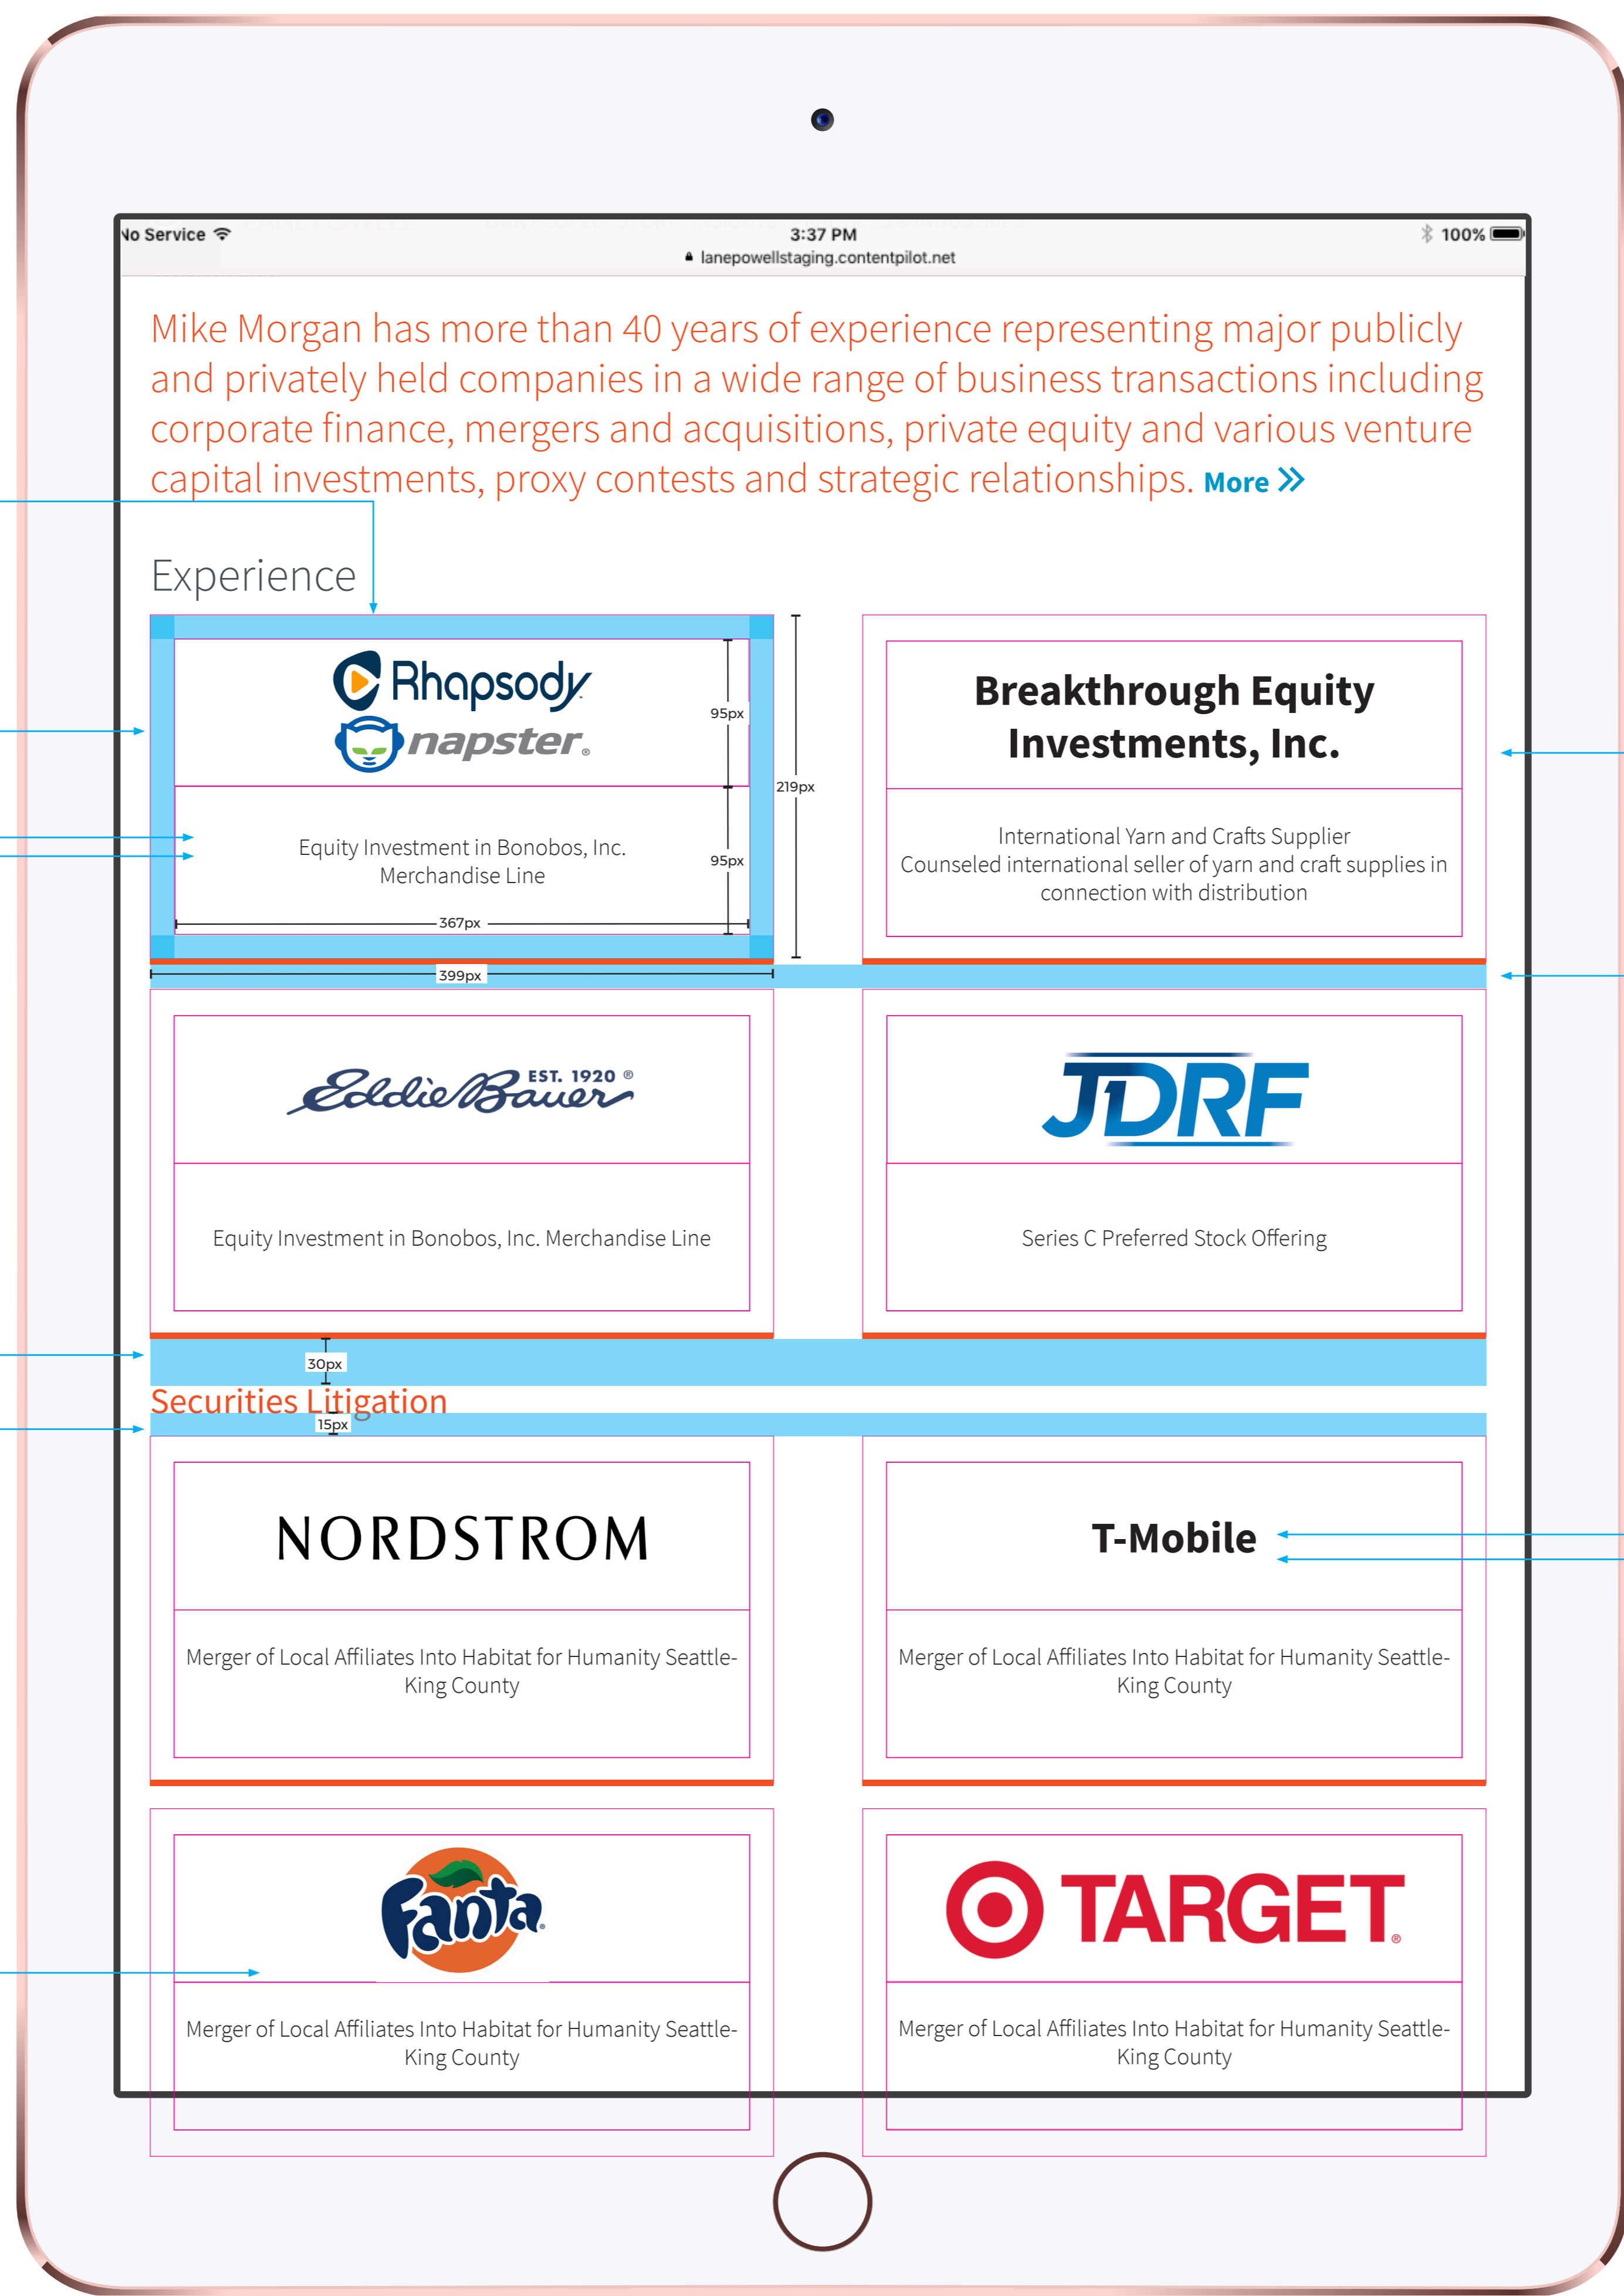 No Service
3:37 PM
100%
lanepowellstaging.contentpilot.net
Mike Morgan has more than 40 years of experience representing major publicly
and privately held companies in a wide range of business transactions including
corporate finance, mergers and acquisitions, private equity and various venture
capital investments, proxy contests and strategic relationships. More »
Experience
Rhapsody
napster®
95px
219px
Equity Investment in Bonobos, Inc.
Merchandise Line
95px
367px
399px
Breakthrough Equity
Investments, Inc.
International Yarn and Crafts Supplier
Counseled international seller of yarn and craft supplies in
connection with distribution
EST. 1920 ®
Eddie Bauer
Equity Investment in Bonobos, Inc. Merchandise Line
JDRF
Series C Preferred Stock Offering
30px
Securities Litigation
15px
NORDSTROM
Merger of Local Affiliates Into Habitat for Humanity Seattle-
King County
T-Mobile
Merger of Local Affiliates Into Habitat for Humanity Seattle-
King County
Fanta
Merger of Local Affiliates Into Habitat for Humanity Seattle-
King County
TARGET®
Merger of Local Affiliates Into Habitat for Humanity Seattle-
King County